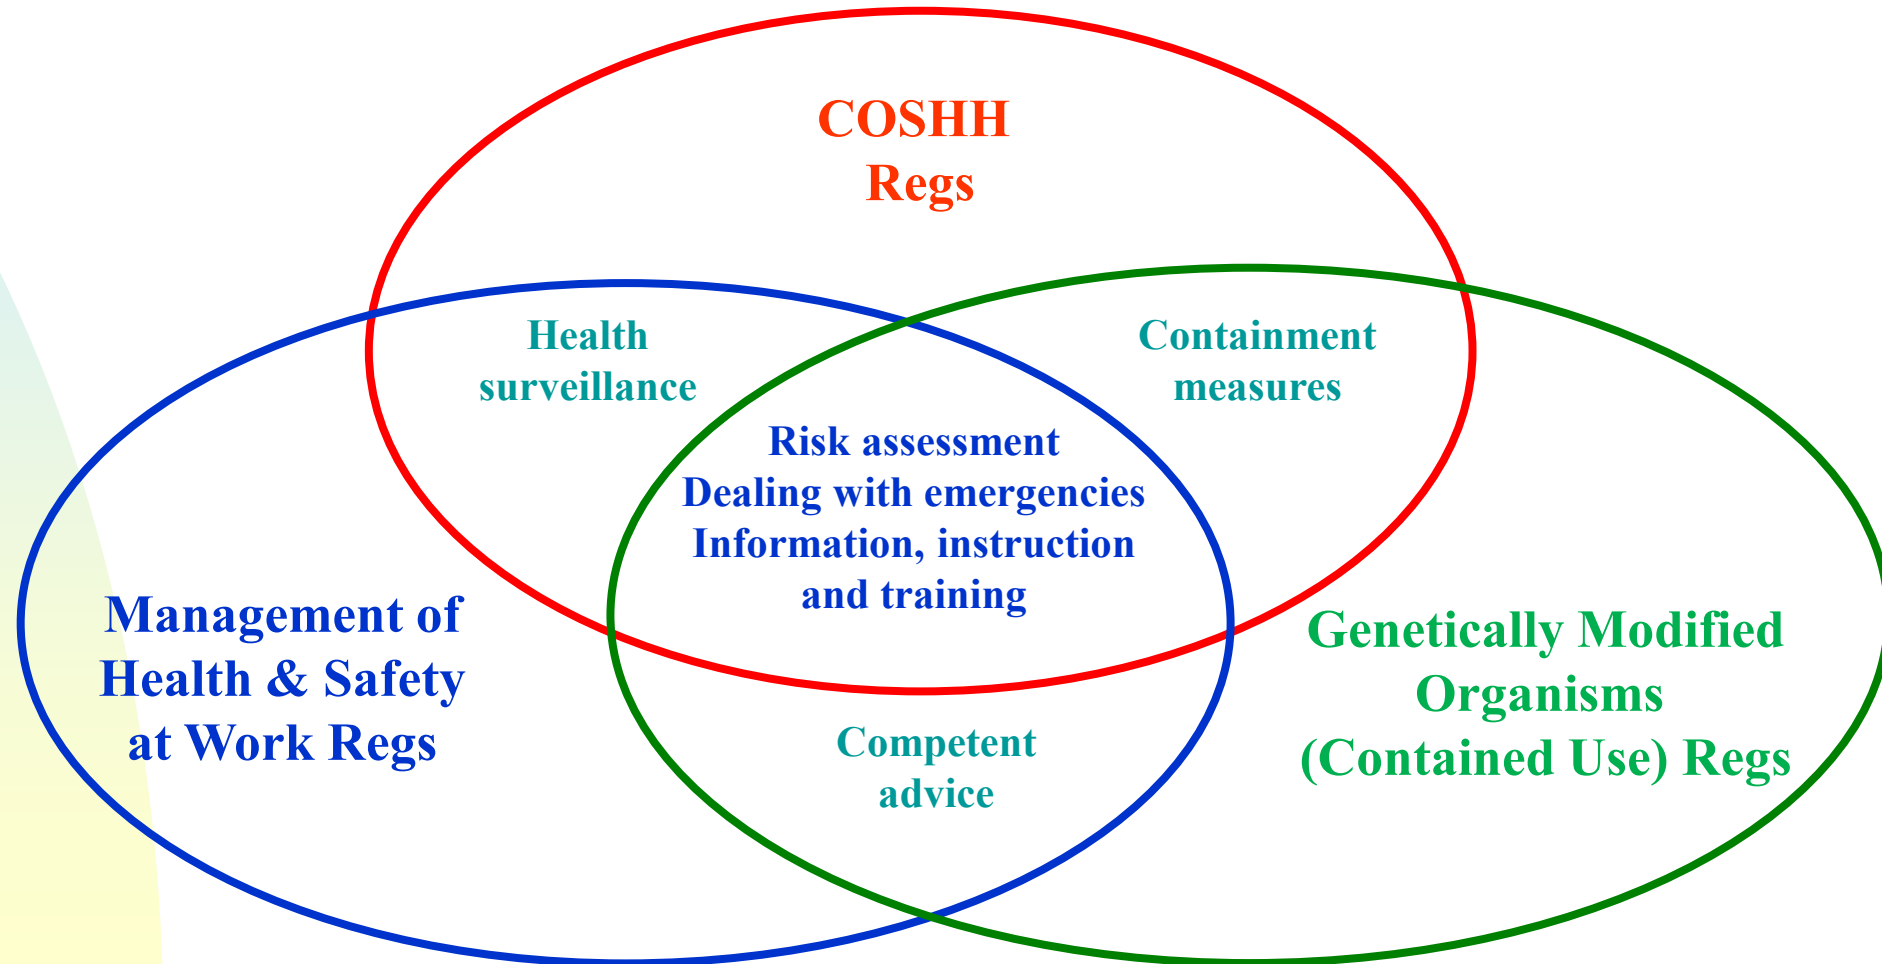 COSHH
Regs
Health
surveillance
Containment
measures
Risk assessment
Dealing with emergencies
Information, instruction
and training
Management of
Health & Safety
at Work Regs
Genetically Modified
Organisms
(Contained Use) Regs
Competent
advice